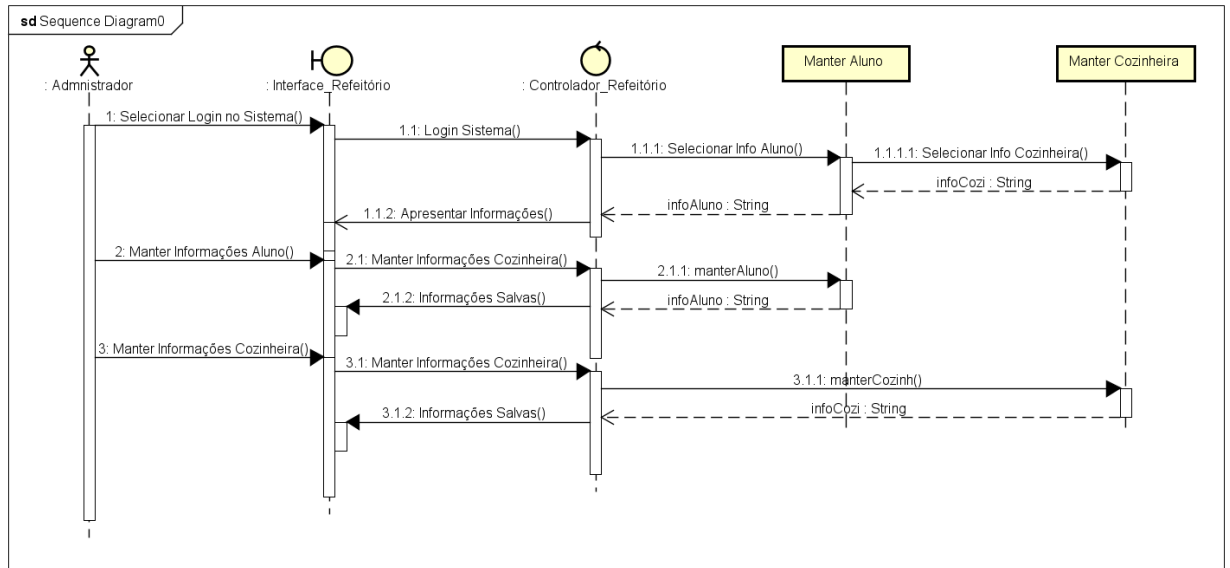 sd Sequence Diagram0
: Admnistrador
: Interface_Refeitório
: Controlador_Refeitório
Manter Aluno
Manter Cozinheira
1: Selecionar Login no Sistema()
1.1: Login Sistema()
1.1.1: Selecionar Info Aluno()
1.1.1.1: Selecionar Info Cozinheira()
infoCozi : String
infoAluno : String
1.1.2: Apresentar Informações()
2: Manter Informações Aluno()
2.1: Manter Informações Cozinheira()
2.1.1: manterAluno()
2.1.2: Informações Salvas()
infoAluno : String
3: Manter Informações Cozinheira()
3.1: Manter Informações Cozinheira()
3.1.1: manterCozinh()
infoCozi : String
3.1.2: Informações Salvas()